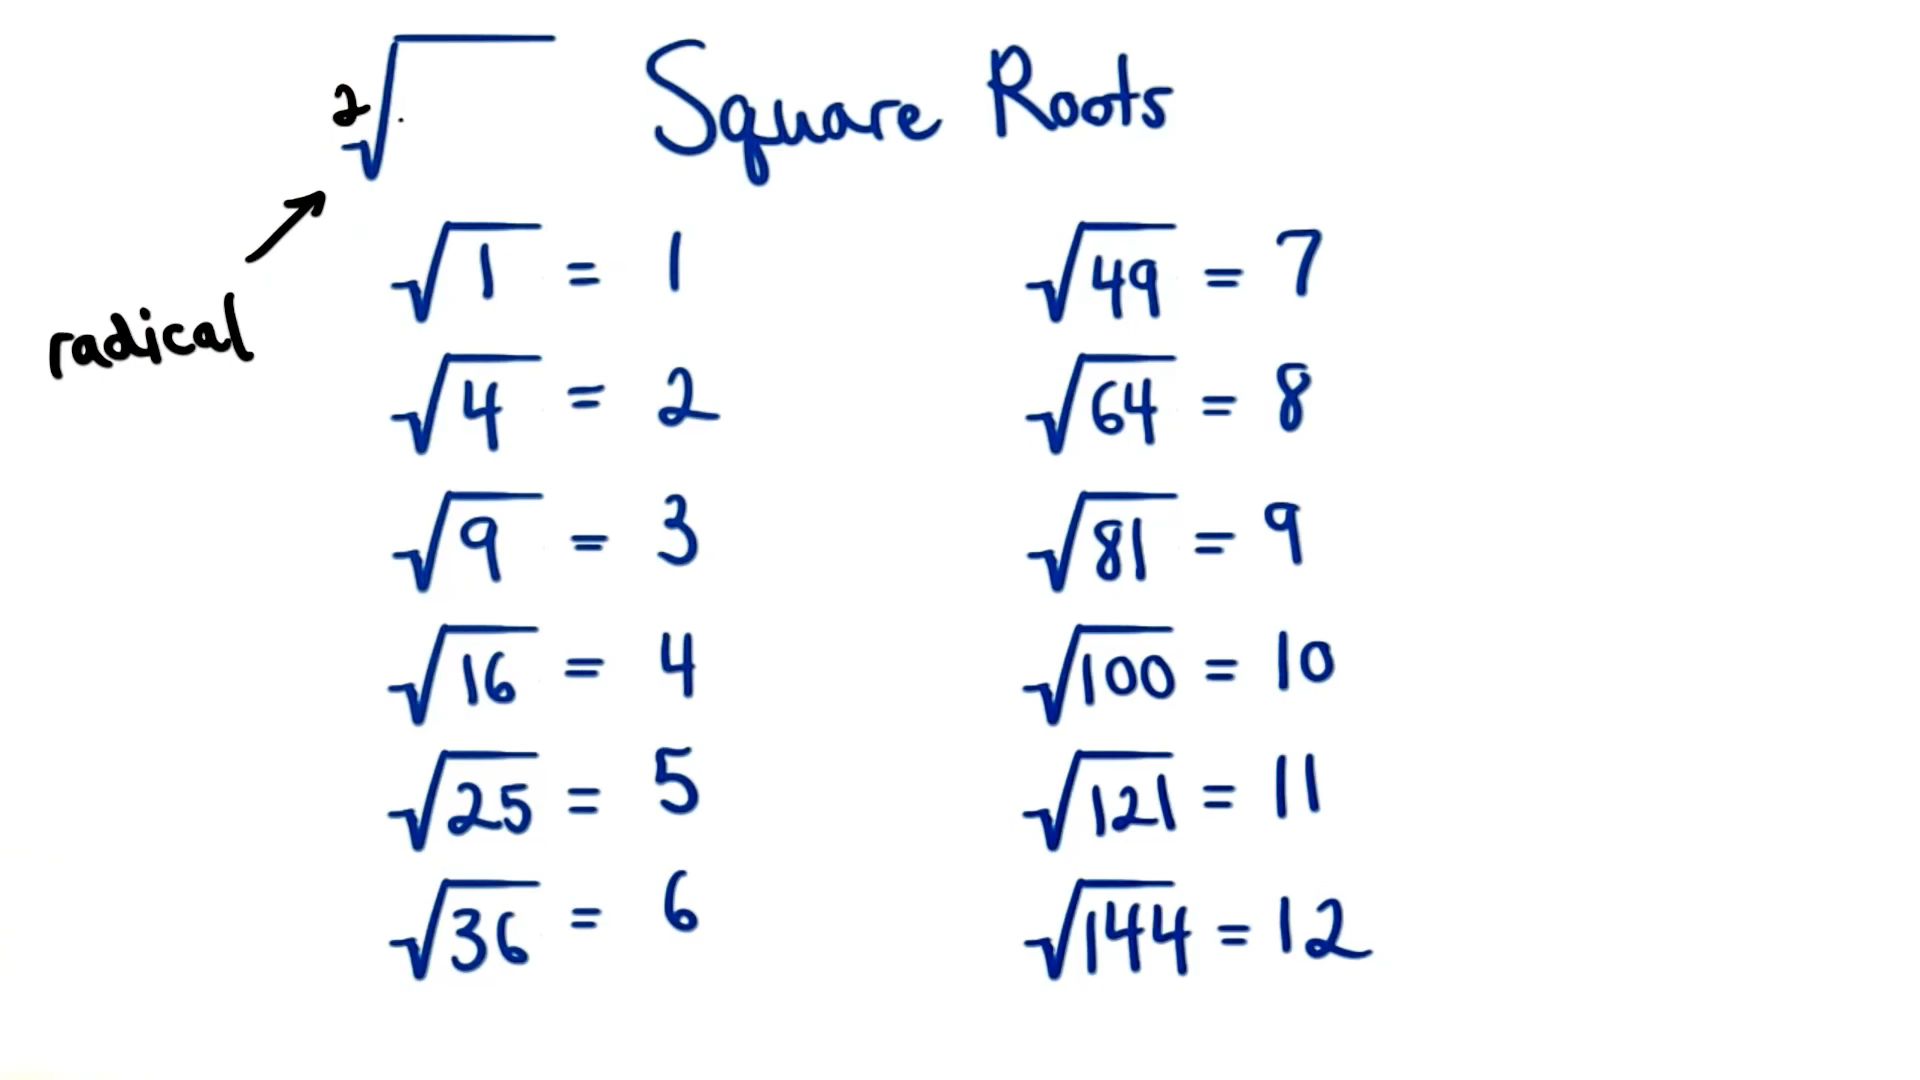 ²√ Square Roots
radical
√1 = 1
√4 = 2
√9 = 3
√16 = 4
√25 = 5
√36 = 6
√49 = 7
√64 = 8
√81 = 9
√100 = 10
√121 = 11
√144 = 12